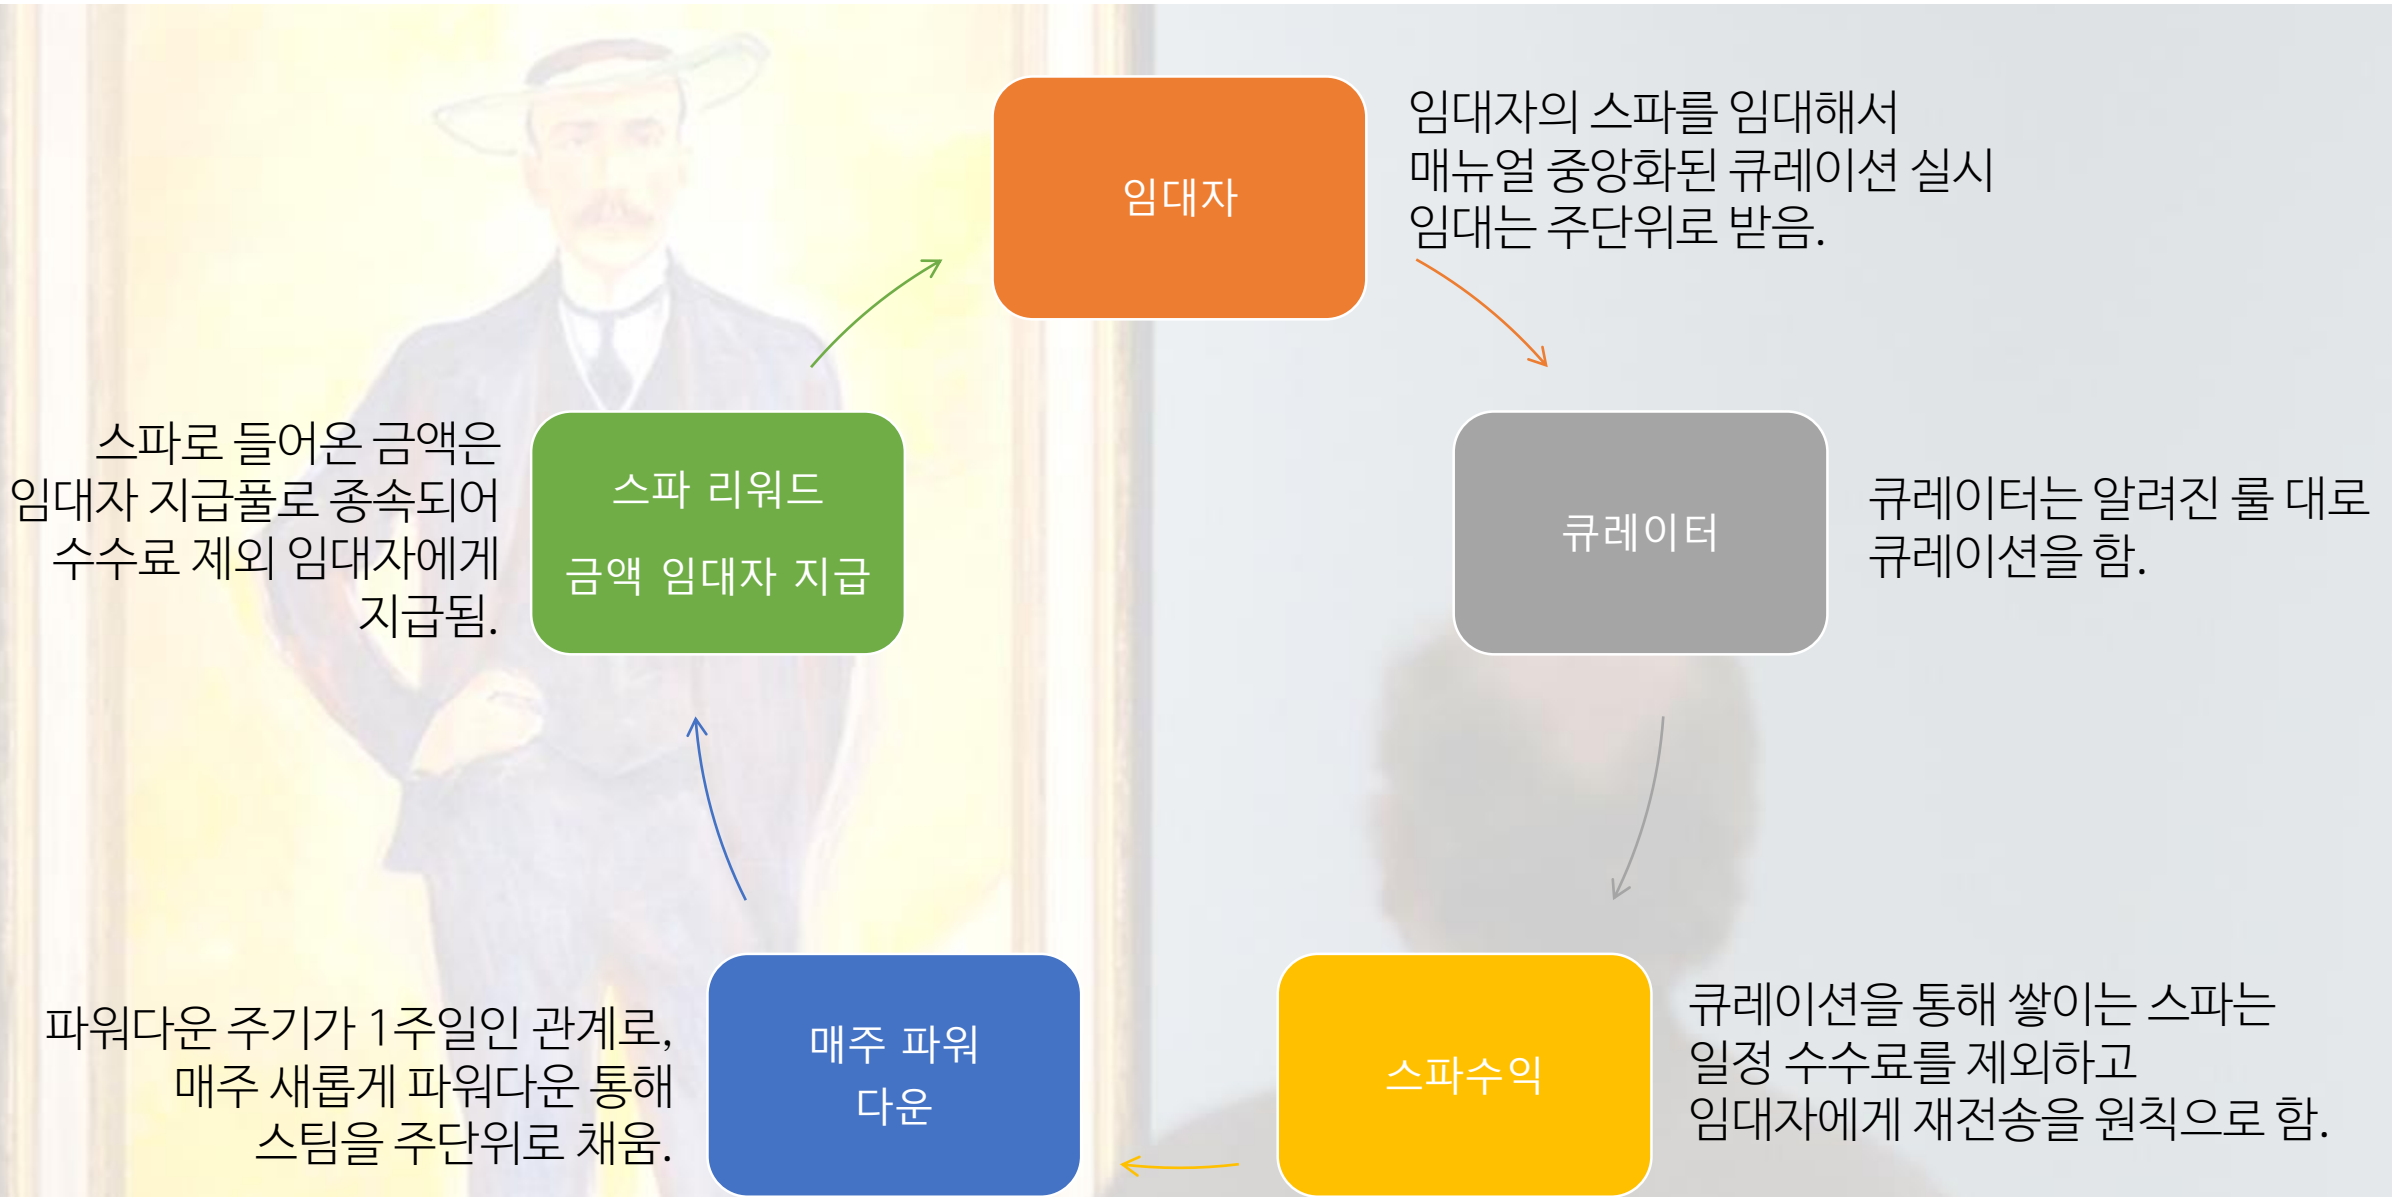 임대자
임대자의 스파를 임대해서
매뉴얼 중앙화된 큐레이션 실시
임대는 주단위로 받음.
큐레이터
큐레이터는 알려진 룰 대로
큐레이션을 함.
스파수익
큐레이션을 통해 쌓이는 스파는
일정 수수료를 제외하고
임대자에게 재전송을 원칙으로 함.
매주 파워
다운
파워다운 주기가 1주일인 관계로,
매주 새롭게 파워다운 통해
스팀을 주단위로 채움.
스파 리워드
금액 임대자 지급
스파로 들어온 금액은
임대자 지급풀로 종속되어
수수료 제외 임대자에게
지급됨.